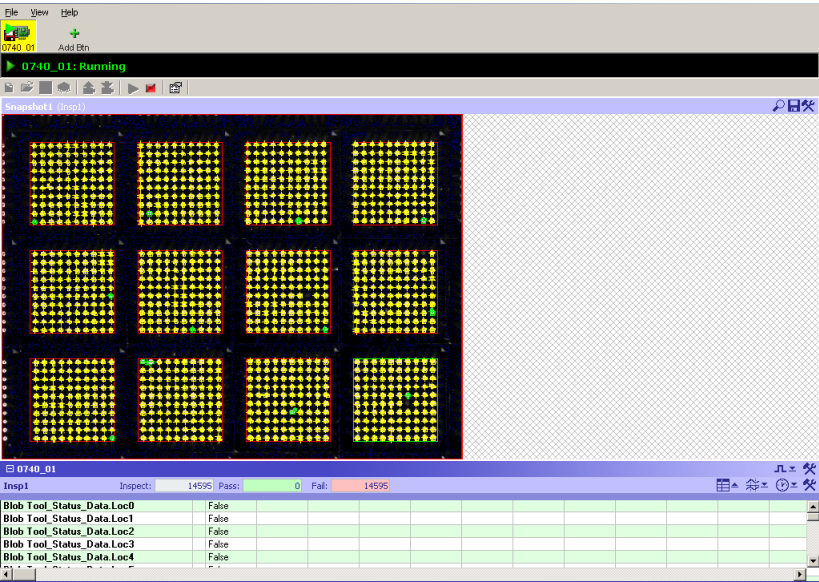 File View Help
0740_01 Add Btn
0740_01: Running
Snapshot1 (Insp1)
0740_01
Insp1 Inspect: 14595 Pass: 0 Fail: 14595
Blob Tool_Status_Data.Loc0 False
Blob Tool_Status_Data.Loc1 False
Blob Tool_Status_Data.Loc2 False
Blob Tool_Status_Data.Loc3 False
Blob Tool_Status_Data.Loc4 False